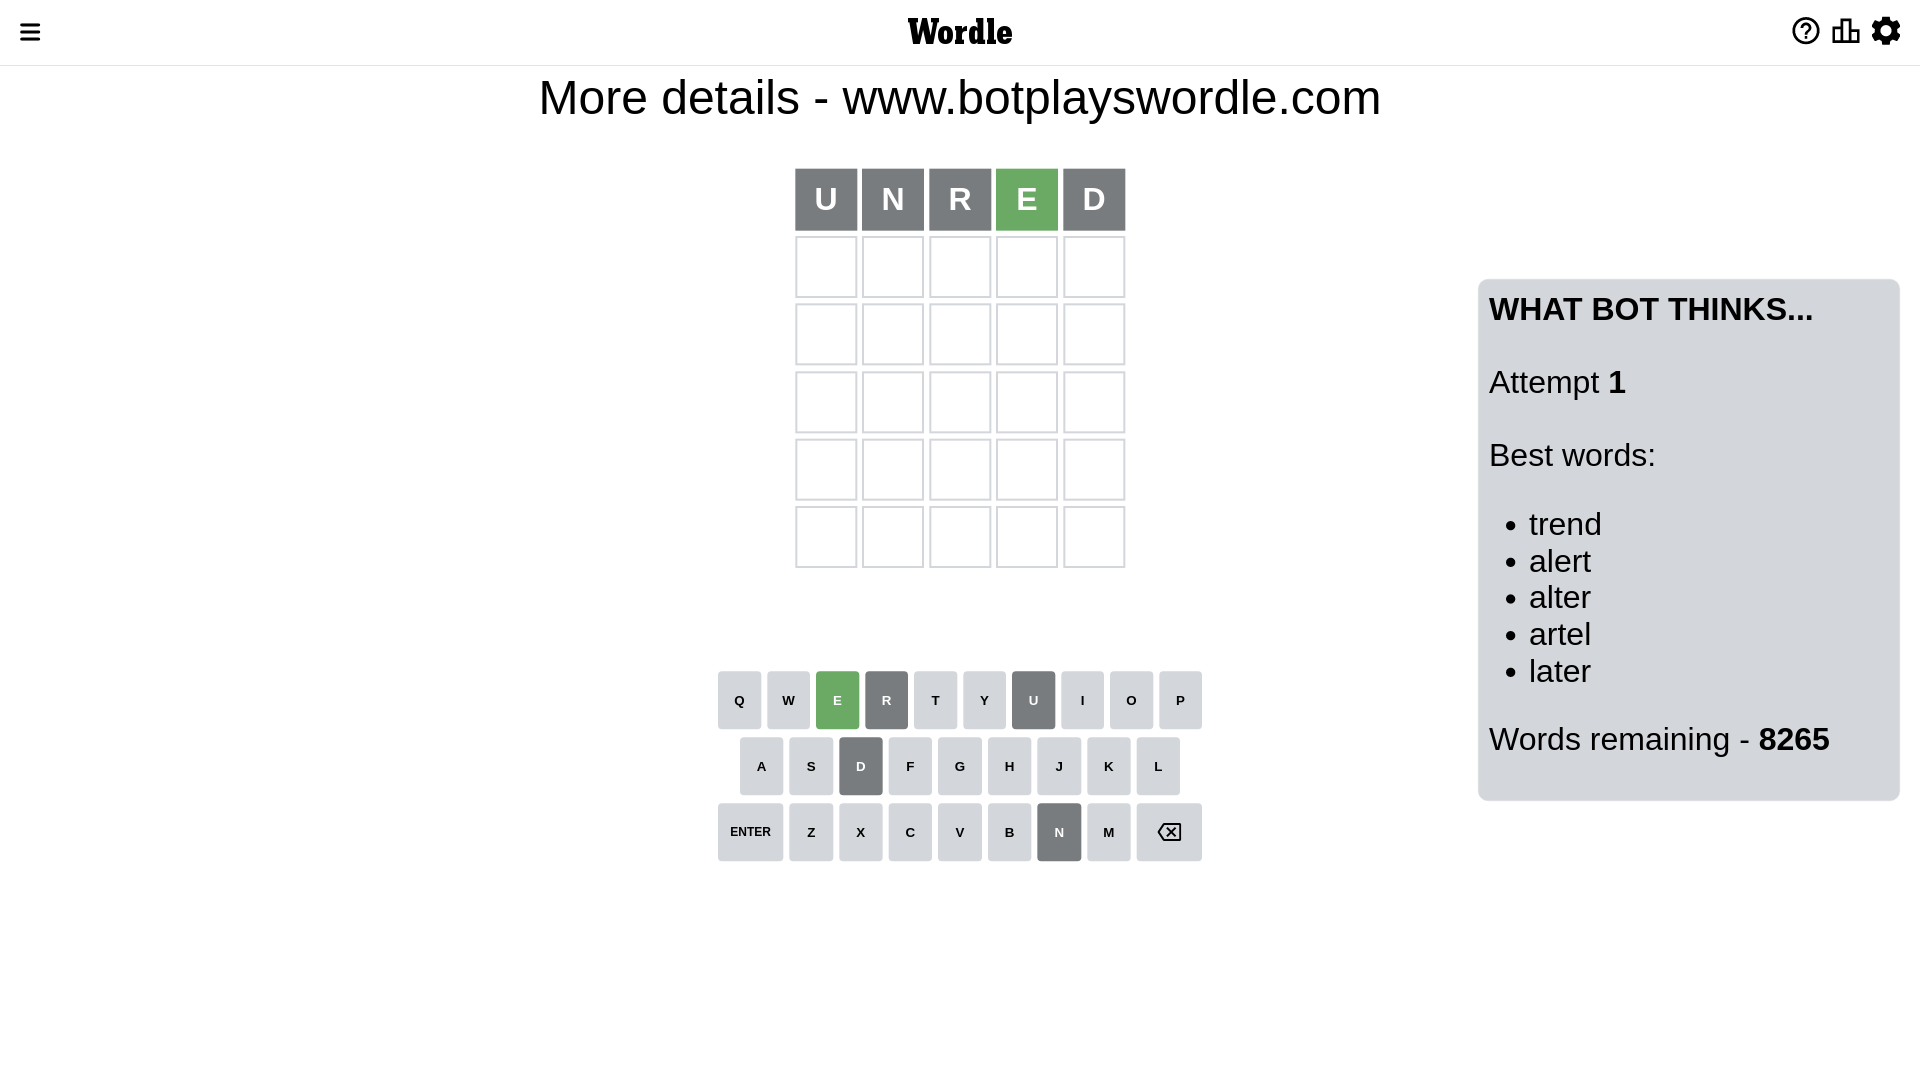 Wordle
More details - www.botplayswordle.com
U N R E D
WHAT BOT THINKS...
Attempt 1
Best words:
• trend
• alert
• alter
• artel
• later
Words remaining - 8265
Q W E R T Y U I O P
A S D F G H J K L
ENTER Z X C V B N M